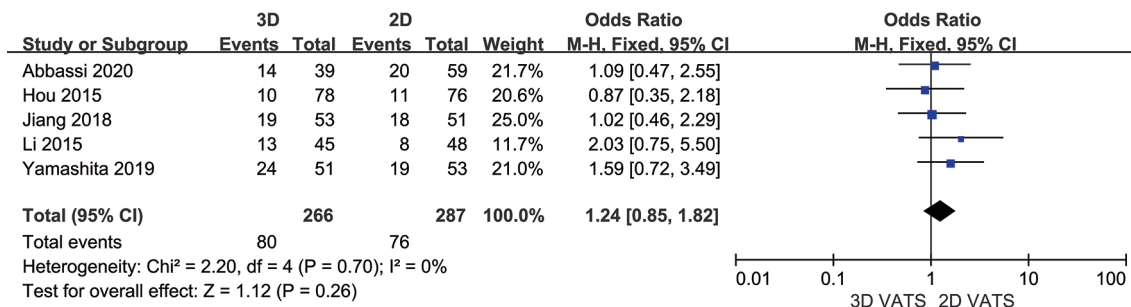 3D 2D Odds Ratio Odds Ratio
Study or Subgroup Events Total Events Total Weight M-H, Fixed, 95% CI M-H, Fixed, 95% CI
Abbassi 2020 14 39 20 59 21.7% 1.09 [0.47, 2.55]
Hou 2015 10 78 11 76 20.6% 0.87 [0.35, 2.18]
Jiang 2018 19 53 18 51 25.0% 1.02 [0.46, 2.29]
Li 2015 13 45 8 48 11.7% 2.03 [0.75, 5.50]
Yamashita 2019 24 51 19 53 21.0% 1.59 [0.72, 3.49]
Total (95% CI) 266 287 100.0% 1.24 [0.85, 1.82]
Total events 80 76
Heterogeneity: Chi² = 2.20, df = 4 (P = 0.70); I² = 0%
Test for overall effect: Z = 1.12 (P = 0.26)
0.01 0.1 1 10 100
3D VATS 2D VATS